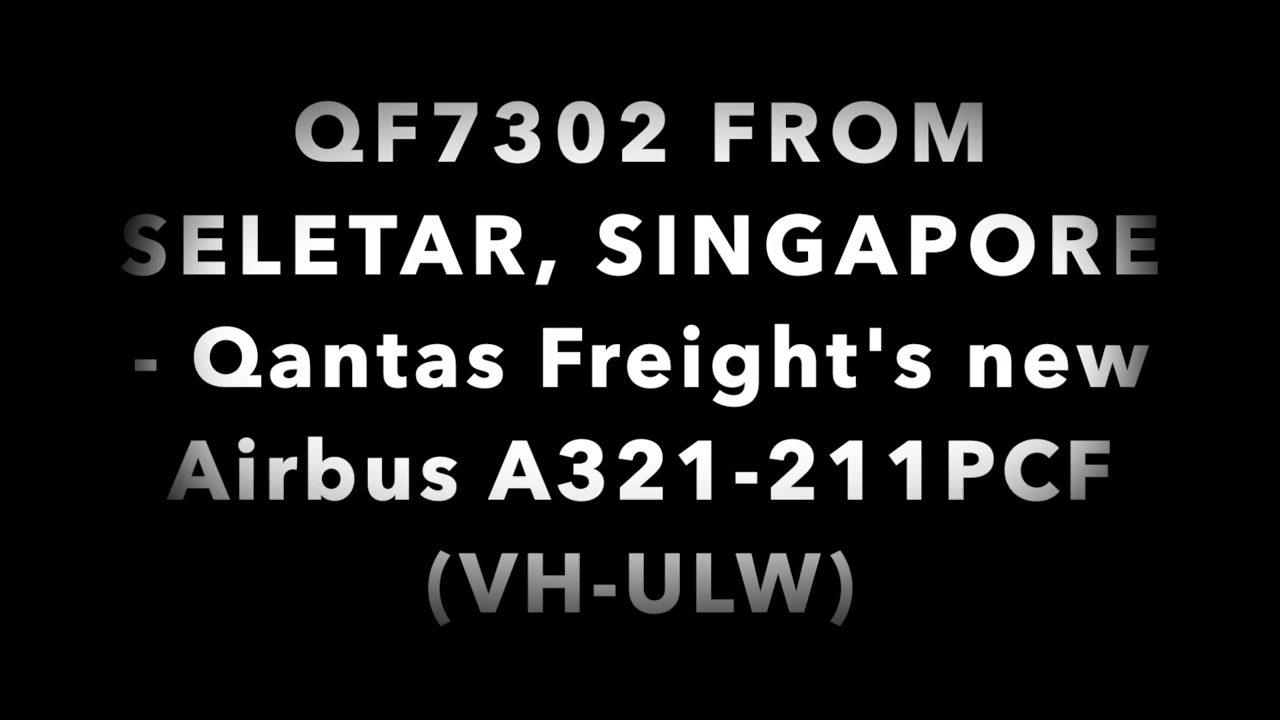 QF7302 FROM
SELETAR, SINGAPORE
- Qantas Freight's new
Airbus A321-211PCF
(VH-ULW)